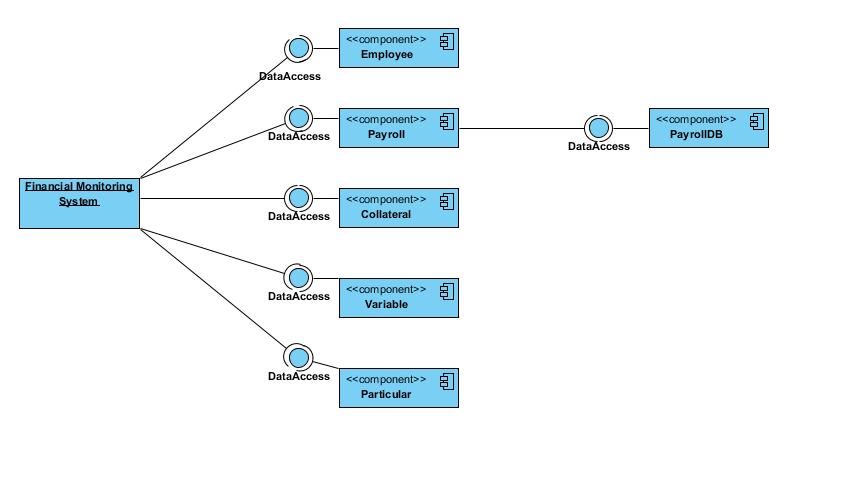 <<component>>
Employee
DataAccess
<<component>>
Payroll
DataAccess
<<component>>
PayrollDB
DataAccess
Financial Monitoring
System
<<component>>
Collateral
DataAccess
<<component>>
Variable
DataAccess
<<component>>
Particular
DataAccess